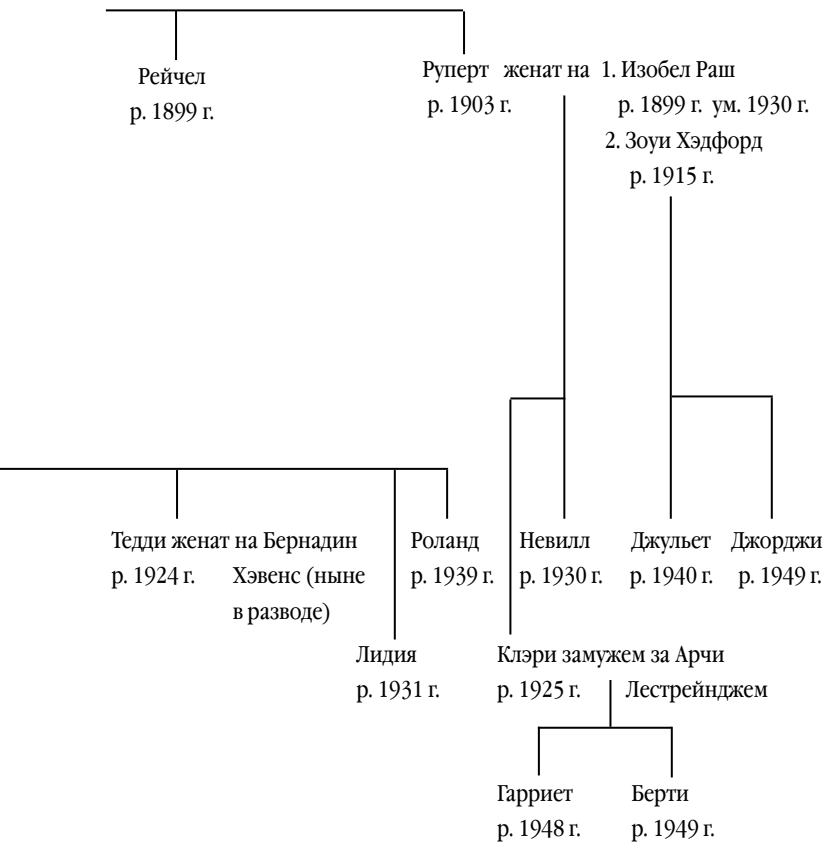 Рейчел
р. 1899 г.
Руперт женат на 1. Изобел Раш
р. 1903 г. р. 1899 г. ум. 1930 г.
2. Зоуи Хэдфорд
р. 1915 г.
Тедди женат на Бернадин
р. 1924 г. Хэвенс (ныне
в разводе)
Роланд
р. 1939 г.
Невилл
р. 1930 г.
Джульет
р. 1940 г.
Джорджи
р. 1949 г.
Лидия
р. 1931 г.
Клэри замужем за Арчи
р. 1925 г. Лестрейнджем
Гарриет
р. 1948 г.
Берти
р. 1949 г.